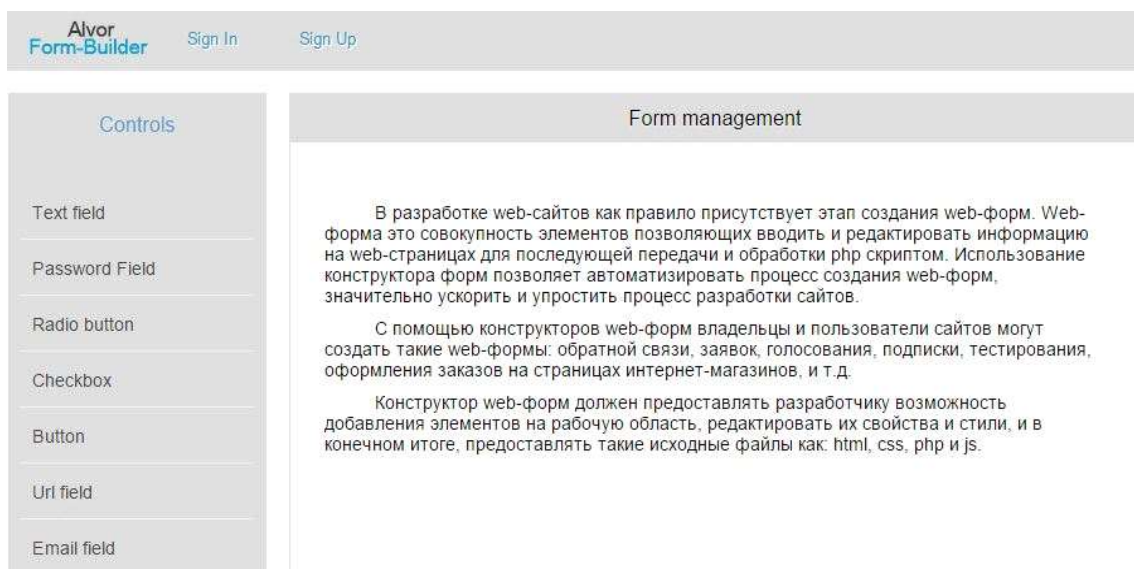 Alvor
Form-Builder
Sign In
Sign Up
Controls
Text field
Password Field
Radio button
Checkbox
Button
Url field
Email field
Form management
В разработке web-сайтов как правило присутствует этап создания web-форм. Web-
форма это совокупность элементов позволяющих вводить и редактировать информацию
на web-страницах для последующей передачи и обработки php скриптом. Использование
конструктора форм позволяет автоматизировать процесс создания web-форм,
значительно ускорить и упростить процесс разработки сайтов.
С помощью конструкторов web-форм владельцы и пользователи сайтов могут
создать такие web-формы: обратной связи, заявок, голосования, подписки, тестирования,
оформления заказов на страницах интернет-магазинов, и т.д.
Конструктор web-форм должен предоставлять разработчику возможность
добавления элементов на рабочую область, редактировать их свойства и стили, и в
конечном итоге, предоставлять такие исходные файлы как: html, css, php и js.